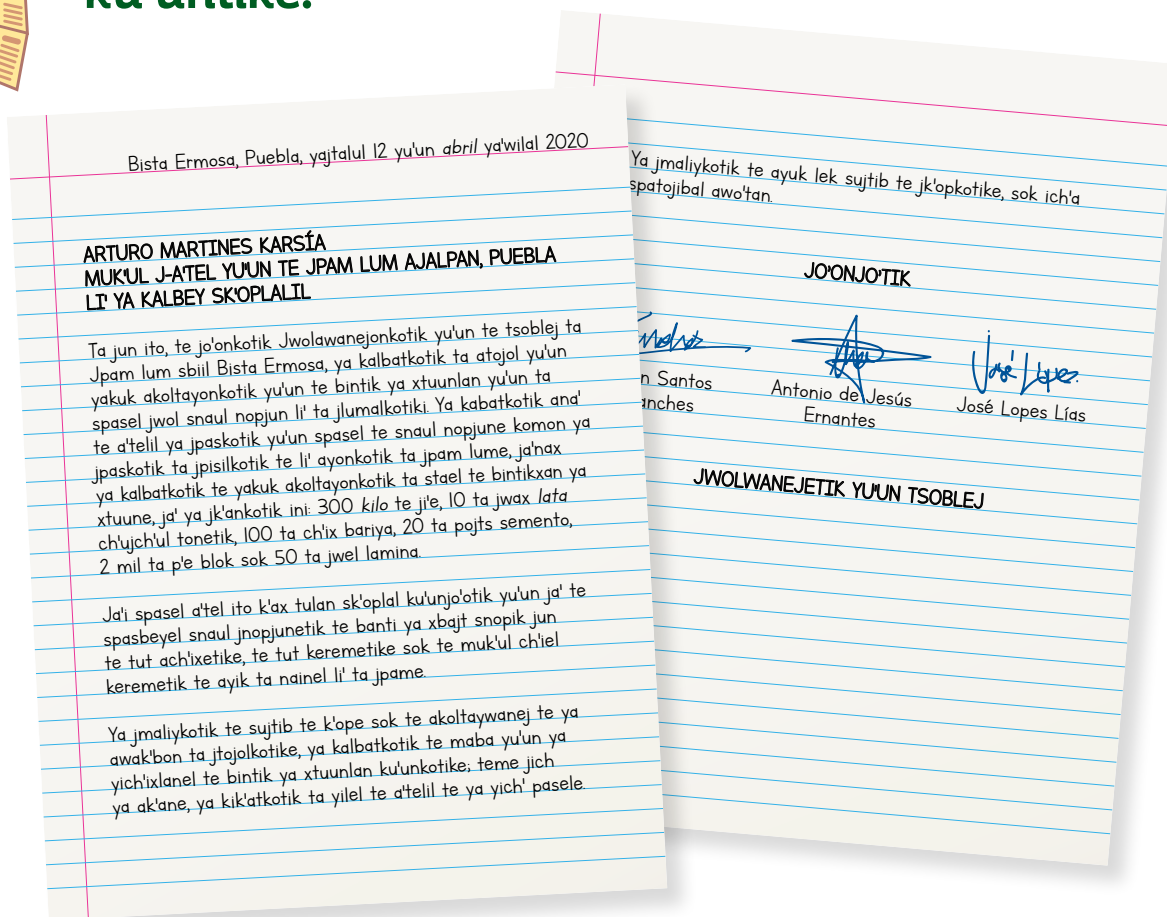 ku'untike.
Bista Ermosa, Puebla, yajtalul 12 yu'un abril ya'wilal 2020
ARTURO MARTINES KARSÍA
MUK'UL J-A'TEL YU'UN TE JPAM LUM AJALPAN, PUEBLA
LI' YA KALBEY SK'OPLALIL
Ta jun ito, te jo'onkotik Jwolawanejonkotik yu'un te tsoblej ta
Jpam lum sbiil Bista Ermosa, ya kalbatkotik ta atojol yu'un
yakuk akoltayonkotik yu'un te bintik ya xtuunlan yu'un ta
spasel jwol snaul nopjun li' ta jlumalkotiki. Ya kabatkotik ana'
te a'telil ya jpaskotik yu'un spasel te snaul nopjune komon ya
jpaskotik ta jpisilkotik te li' ayonkotik ta jpam lume, ja'nax
ya kalbatkotik te yakuk akoltayonkotik ta stael te bintikxan ya
xtuune, ja' ya jk'ankotik ini: 300 kilo te ji'e, 10 ta jwax lata
ch'ujch'ul tonetik, 100 ta ch'ix bariya, 20 ta pojts semento,
2 mil ta p'e blok sok 50 ta jwel lamina.
Ja'i spasel a'tel ito k'ax tulan sk'oplal ku'unjo'otik yu'un ja' te
spasbeyel snaul jnopjunetik te banti ya xbajt snopik jun
te tut ach'ixetike, te tut keremetike sok te muk'ul ch'iel
keremetik te ayik ta nainel li' ta jpame.
Ya jmaliykotik te sujtib te k'ope sok te akoltaywanej te ya
awak'bon ta jtojolkotike, ya kalbatkotik te maba yu'un ya
yich'ixlanel te bintik ya xtuunlan ku'unkotike; teme jich
ya ak'ane, ya kik'atkotik ta yilel te a'telil te ya yich' pasele.
Ya jmaliykotik te ayuk lek sujtib te jk'opkotike, sok ich'a
spatojibal awo'tan.
JO'ONJO'TIK
José Lópes
n Santos
anches
Antonio de Jesús
Ernantes
José Lopes Lías
JWOLWANEJETIK YU'UN TSOBLEJ